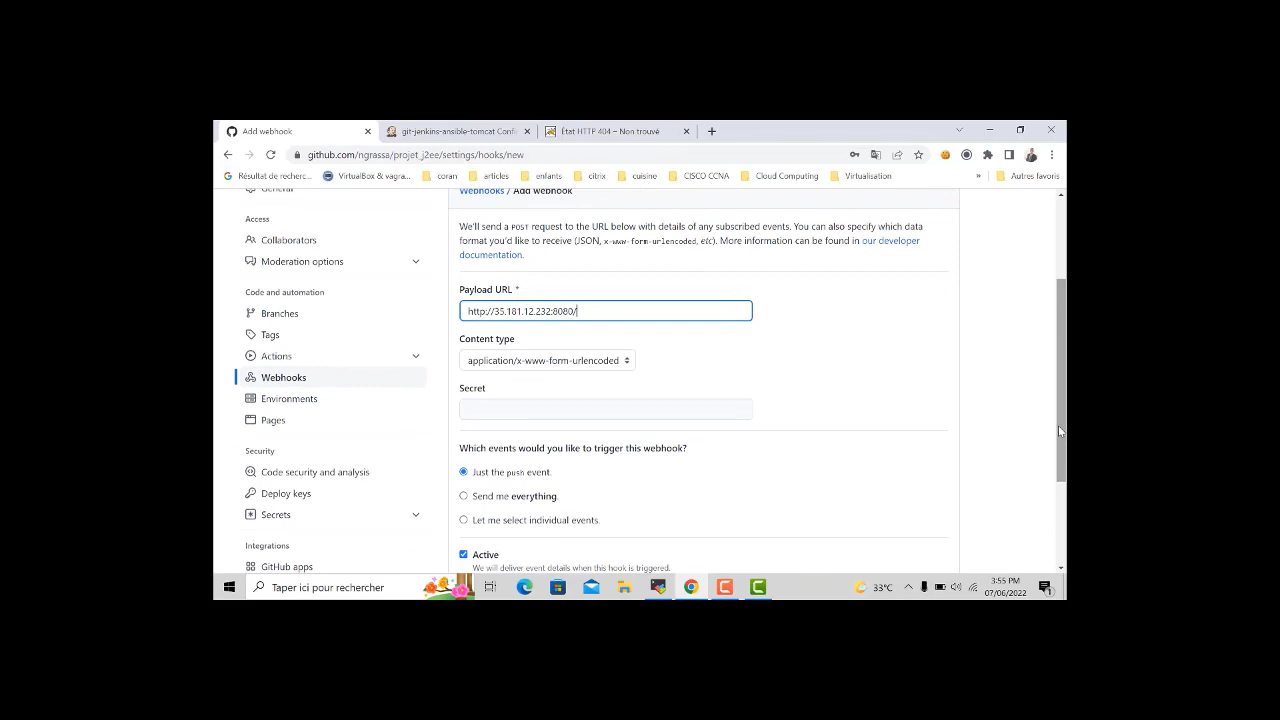 Add webhook
git-jenkins-ansible-tomcat Confi
État HTTP 404 – Non trouvé
github.com/ngrassa/projet_j2ee/settings/hooks/new
Résultat de recherc...
VirtualBox & vagra...
coran
articles
enfants
citrix
cuisine
CISCO CCNA
Cloud Computing
Virtualisation
»
Autres favoris
General
Access
Collaborators
Moderation options
Code and automation
Branches
Tags
Actions
Webhooks
Environments
Pages
Security
Code security and analysis
Deploy keys
Secrets
Integrations
GitHub apps
Webhooks / Add webhook
We'll send a POST request to the URL below with details of any subscribed events. You can also specify which data
format you'd like to receive (JSON, x-www-form-urlencoded, etc). More information can be found in our developer
documentation.
Payload URL *
http://35.181.12.232:8080/
Content type
application/x-www-form-urlencoded
Secret
Which events would you like to trigger this webhook?
Just the push event.
Send me everything.
Let me select individual events.
Active
We will deliver event details when this hook is triggered.
Taper ici pour rechercher
33°C
3:55 PM
07/06/2022
1